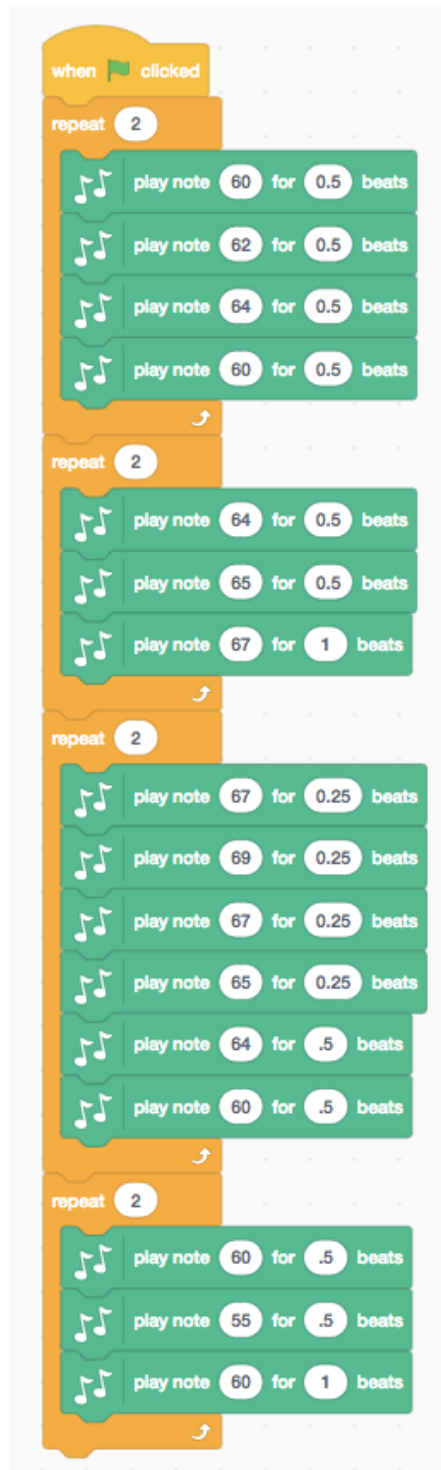 when clicked
repeat 2
play note 60 for 0.5 beats
play note 62 for 0.5 beats
play note 64 for 0.5 beats
play note 60 for 0.5 beats
repeat 2
play note 64 for 0.5 beats
play note 65 for 0.5 beats
play note 67 for 1 beats
repeat 2
play note 67 for 0.25 beats
play note 69 for 0.25 beats
play note 67 for 0.25 beats
play note 65 for 0.25 beats
play note 64 for .5 beats
play note 60 for .5 beats
repeat 2
play note 60 for .5 beats
play note 55 for .5 beats
play note 60 for 1 beats